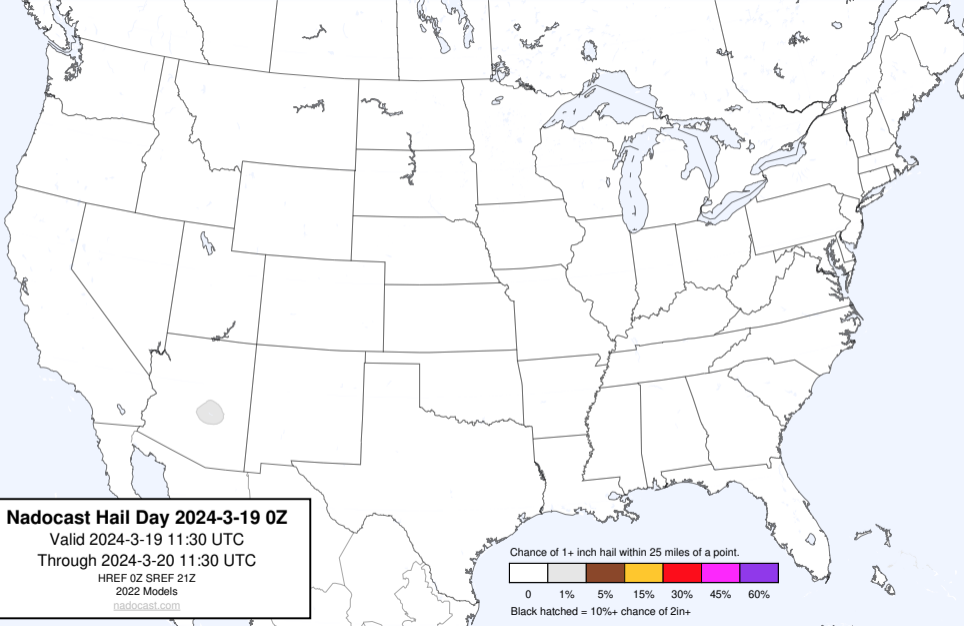 Nadocast Hail Day 2024-3-19 0Z
Valid 2024-3-19 11:30 UTC
Through 2024-3-20 11:30 UTC
HREF 0Z SREF 21Z
2022 Models
nadocast.com
Chance of 1+ inch hail within 25 miles of a point.
0 1% 5% 15% 30% 45% 60%
Black hatched = 10%+ chance of 2in+